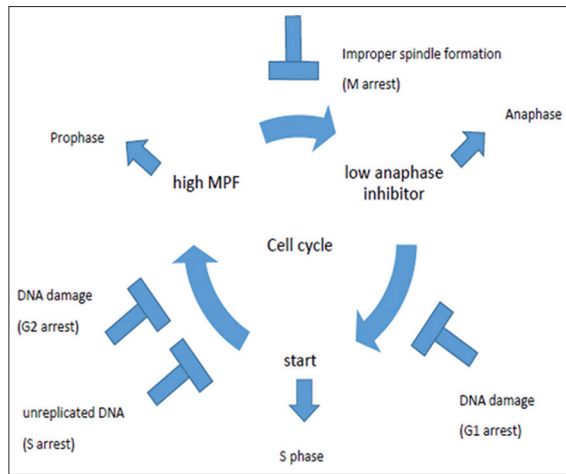 Improper spindle formation
(M arrest)
Prophase
Anaphase
high MPF
low anaphase
inhibitor
Cell cycle
DNA damage
(G2 arrest)
start
unreplicated DNA
(S arrest)
DNA damage
(G1 arrest)
S phase